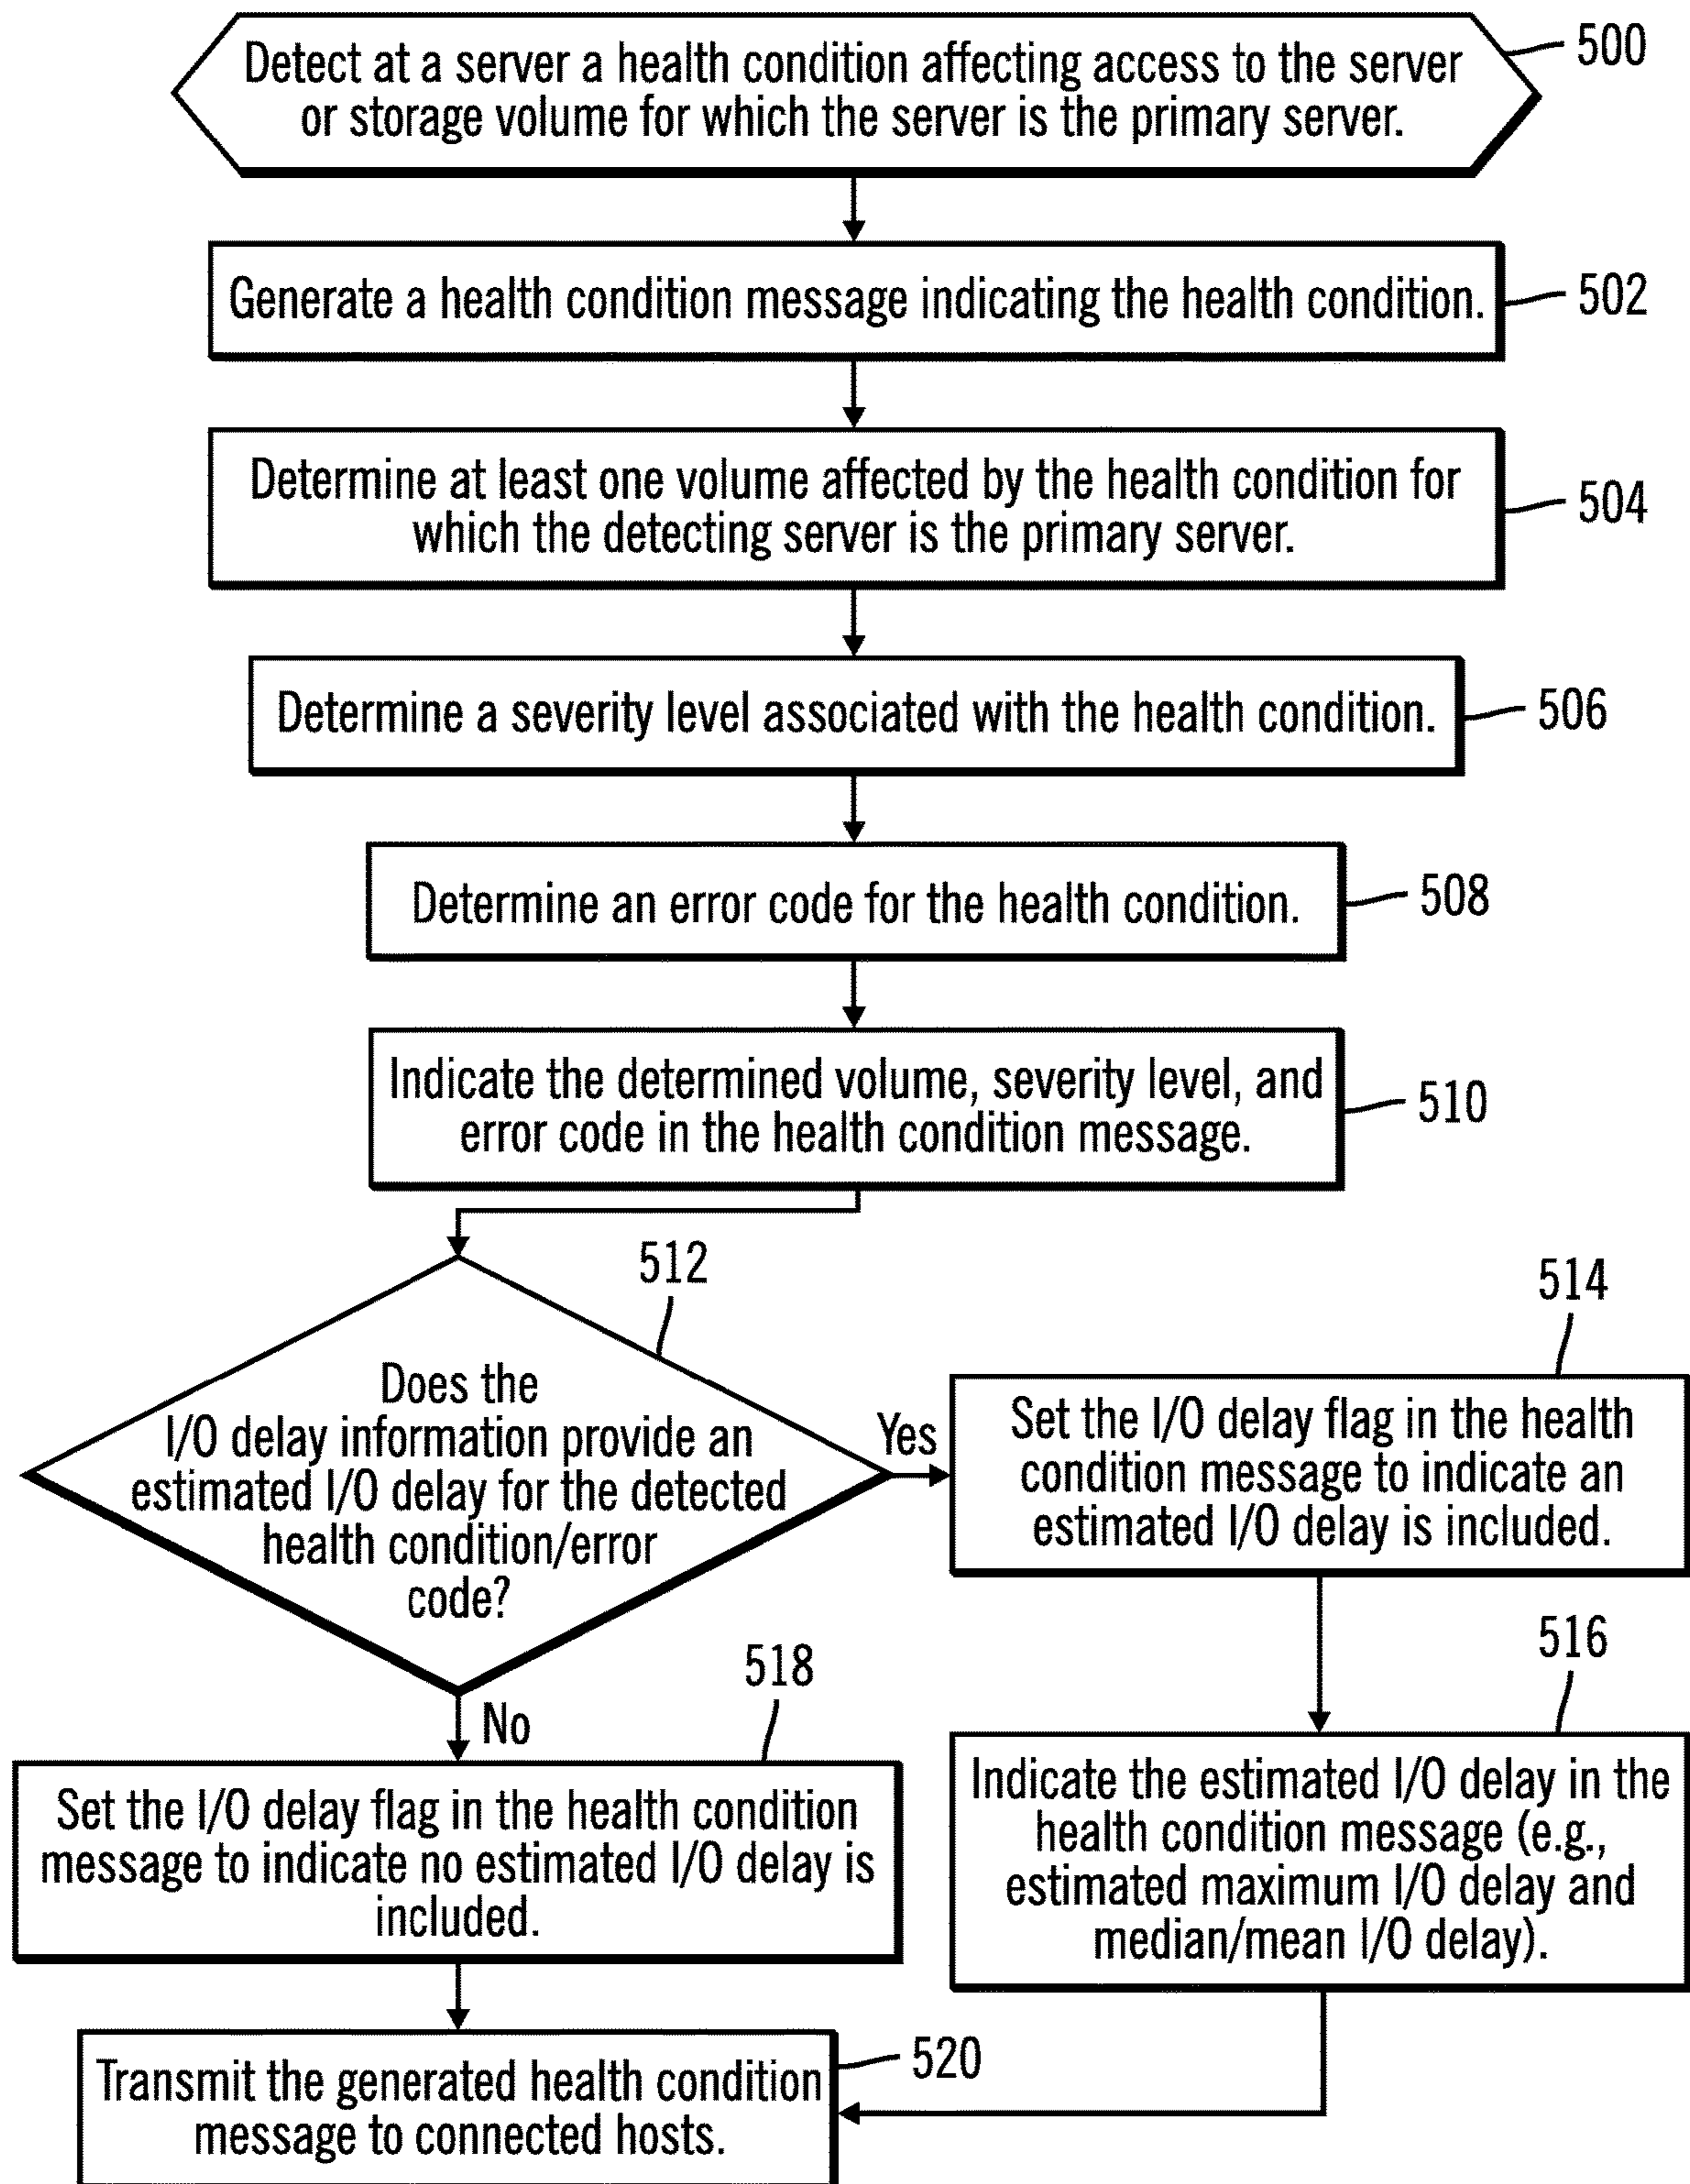 Detect at a server a health condition affecting access to the server
or storage volume for which the server is the primary server.
500
Generate a health condition message indicating the health condition.
502
Determine at least one volume affected by the health condition for
which the detecting server is the primary server.
504
Determine a severity level associated with the health condition.
506
Determine an error code for the health condition.
508
Indicate the determined volume, severity level, and
error code in the health condition message.
510
512
Does the
I/O delay information provide an
estimated I/O delay for the detected
health condition/error
code?
Yes
No
514
Set the I/O delay flag in the health
condition message to indicate an
estimated I/O delay is included.
516
Indicate the estimated I/O delay in the
health condition message (e.g.,
estimated maximum I/O delay and
median/mean I/O delay).
518
Set the I/O delay flag in the health condition
message to indicate no estimated I/O delay is
included.
Transmit the generated health condition
message to connected hosts.
520